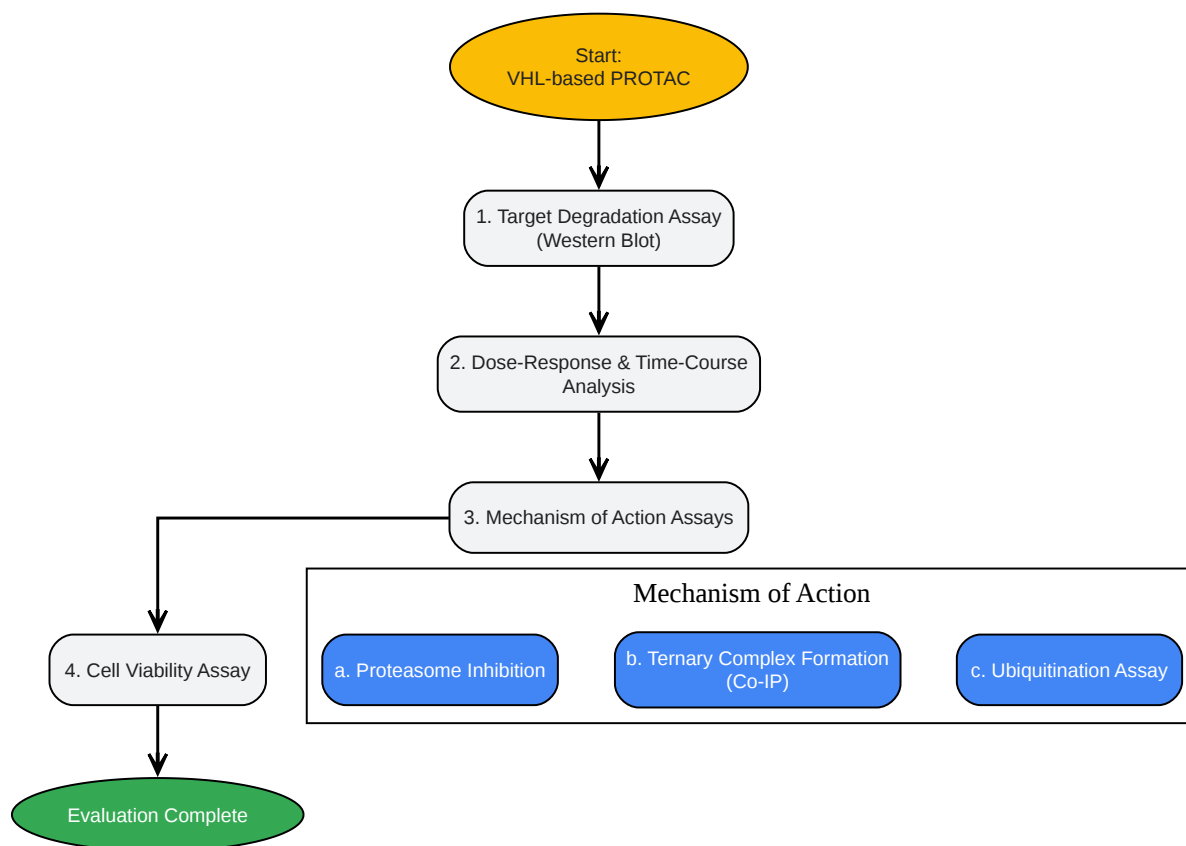 Start:
VHL-based PROTAC
1. Target Degradation Assay
(Western Blot)
2. Dose-Response & Time-Course
Analysis
3. Mechanism of Action Assays
Mechanism of Action
4. Cell Viability Assay
a. Proteasome Inhibition
b. Ternary Complex Formation
(Co-IP)
c. Ubiquitination Assay
Evaluation Complete